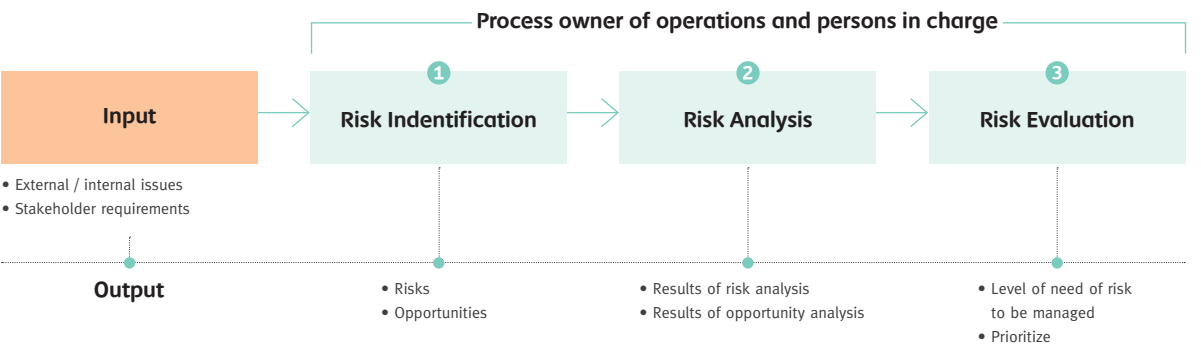 Process owner of operations and persons in charge
1
2
3
Input
Risk Indentification
Risk Analysis
Risk Evaluation
• External / internal issues
• Stakeholder requirements
Output
• Risks
• Opportunities
• Results of risk analysis
• Results of opportunity analysis
• Level of need of risk
to be managed
• Prioritize